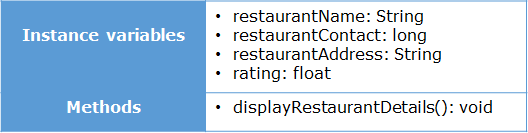 Instance variables
• restaurantName: String
• restaurantContact: long
• restaurantAddress: String
• rating: float
Methods
• displayRestaurantDetails(): void